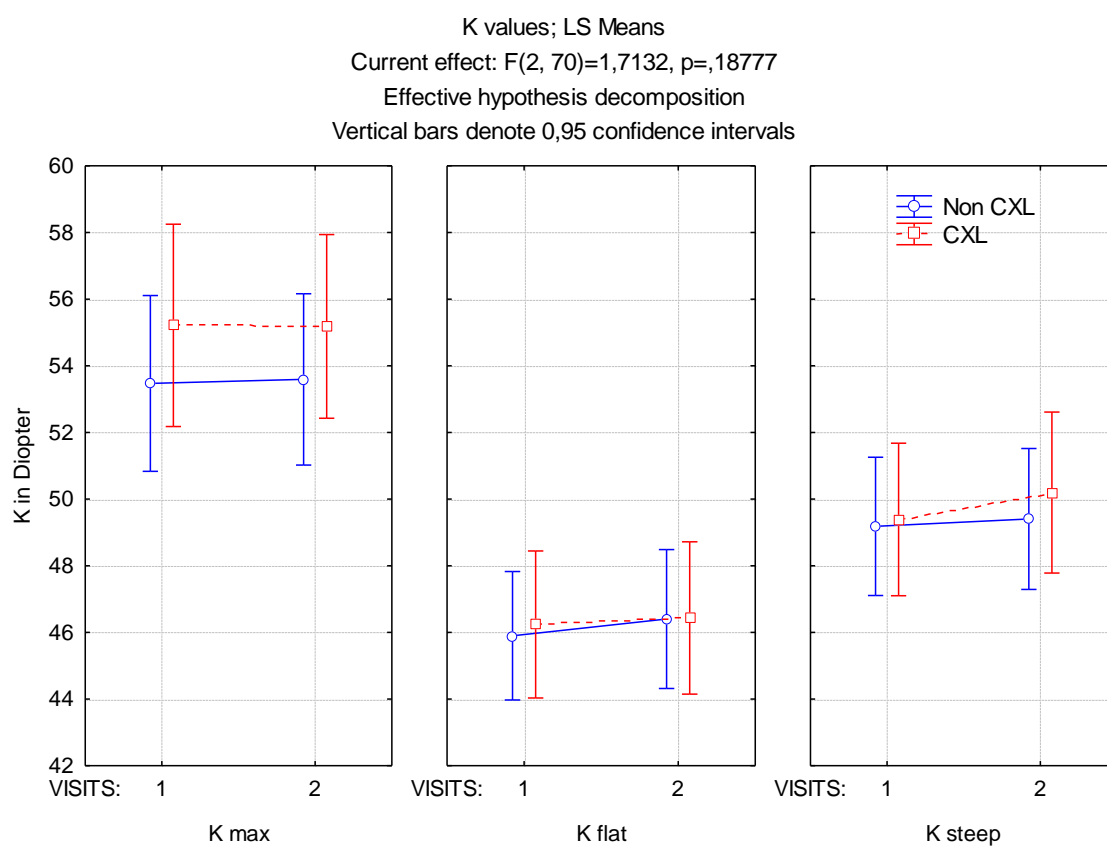 K values; LS Means
Current effect: F(2, 70)=1,7132, p=,18777
Effective hypothesis decomposition
Vertical bars denote 0,95 confidence intervals
60
58
56
54
52
50
48
46
44
42
K in Diopter
Non CXL
CXL
VISITS: 1 2
VISITS: 1 2
VISITS: 1 2
K max
K flat
K steep